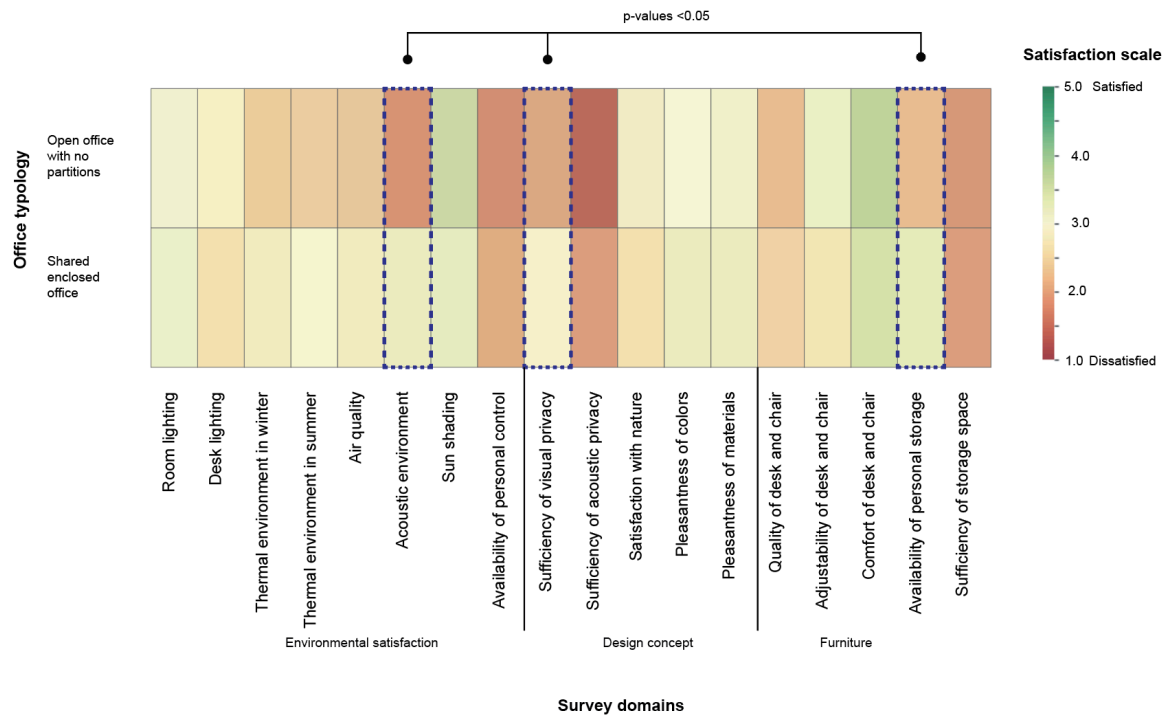 p-values <0.05
Satisfaction scale
5.0 Satisfied
4.0
3.0
2.0
1.0 Dissatisfied
Office typology
Open office
with no
partitions
Shared
enclosed
office
Room lighting
Desk lighting
Thermal environment in winter
Thermal environment in summer
Air quality
Acoustic environment
Sun shading
Availability of personal control
Sufficiency of visual privacy
Sufficiency of acoustic privacy
Satisfaction with nature
Pleasantness of colors
Pleasantness of materials
Quality of desk and chair
Adjustability of desk and chair
Comfort of desk and chair
Availability of personal storage
Sufficiency of storage space
Environmental satisfaction
Design concept
Furniture
Survey domains